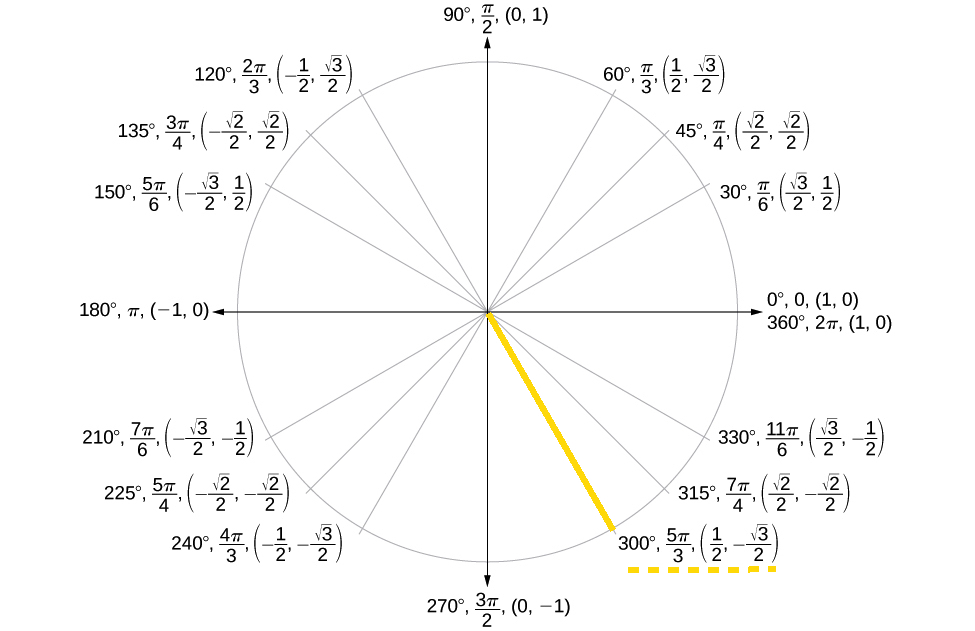 90°, π/2, (0, 1)
120°, 2π/3, (−1/2, √3/2)
60°, π/3, (1/2, √3/2)
135°, 3π/4, (−√2/2, √2/2)
45°, π/4, (√2/2, √2/2)
150°, 5π/6, (−√3/2, 1/2)
30°, π/6, (√3/2, 1/2)
180°, π, (−1, 0)
0°, 0, (1, 0)
360°, 2π, (1, 0)
210°, 7π/6, (−√3/2, −1/2)
330°, 11π/6, (√3/2, −1/2)
225°, 5π/4, (−√2/2, −√2/2)
315°, 7π/4, (√2/2, −√2/2)
240°, 4π/3, (−1/2, −√3/2)
300°, 5π/3, (1/2, −√3/2)
270°, 3π/2, (0, −1)